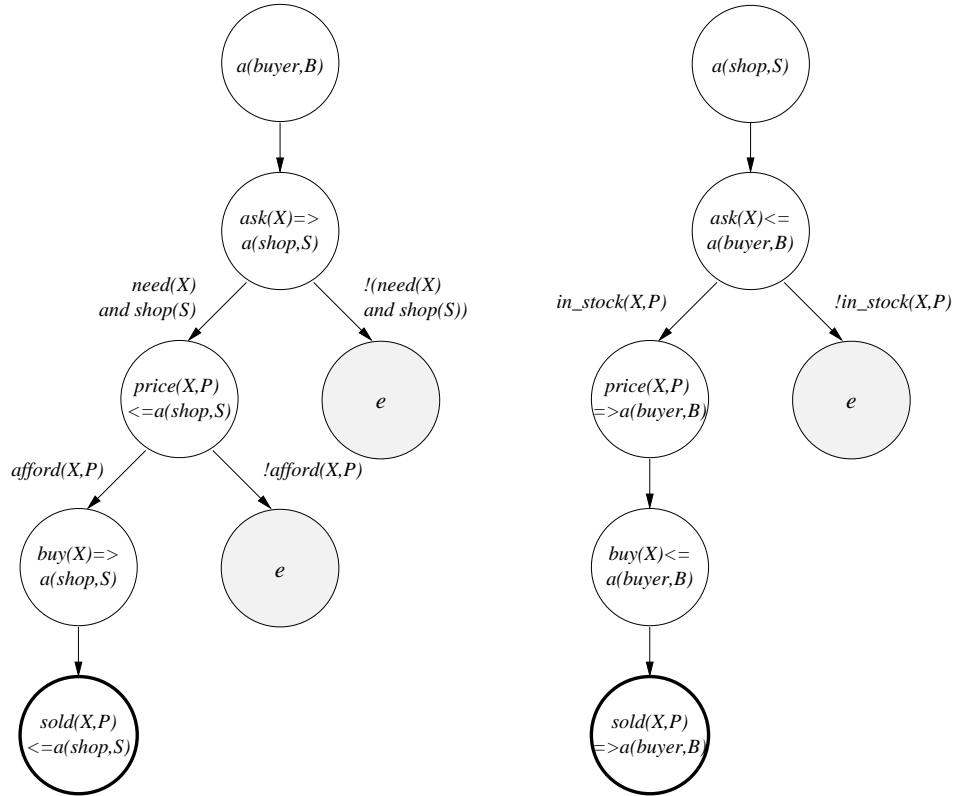 a(buyer,B)
ask(X)=>
a(shop,S)
need(X)
and shop(S)
!(need(X)
and shop(S))
price(X,P)
<=a(shop,S)
e
afford(X,P)
!afford(X,P)
buy(X)=>
a(shop,S)
e
sold(X,P)
<=a(shop,S)
a(shop,S)
ask(X)<=
a(buyer,B)
in_stock(X,P)
!in_stock(X,P)
price(X,P)
=>a(buyer,B)
e
buy(X)<=
a(buyer,B)
sold(X,P)
=>a(buyer,B)